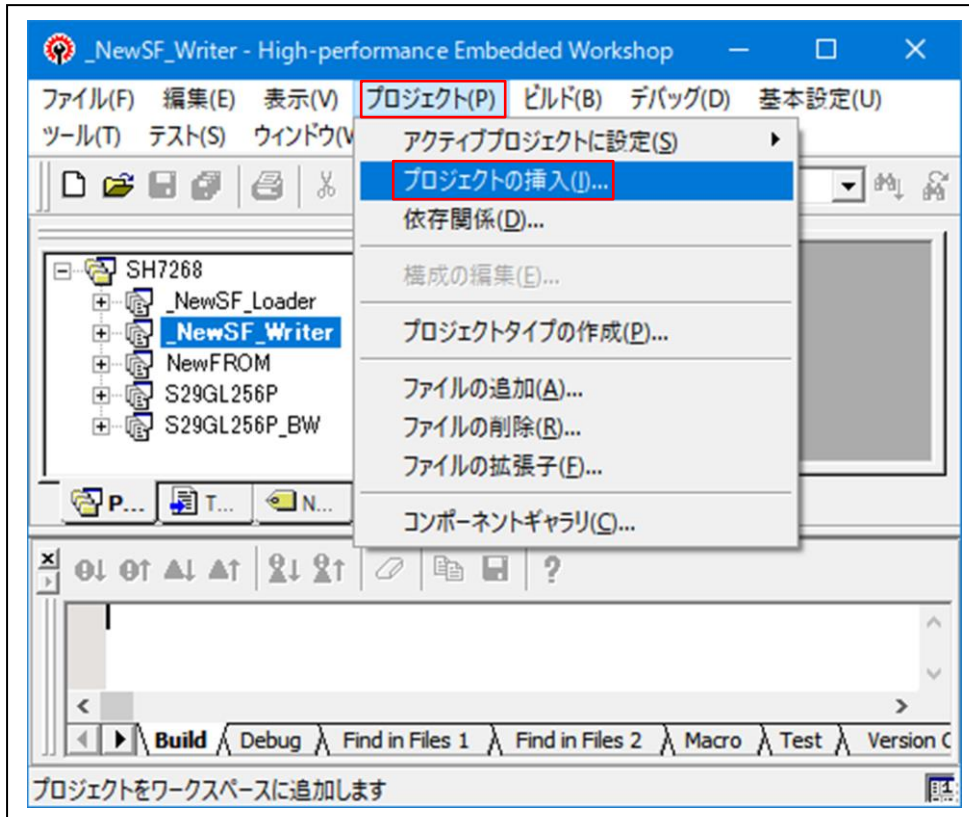 _NewSF_Writer - High-performance Embedded Workshop
ファイル(F) 編集(E) 表示(V) プロジェクト(P) ビルド(B) デバッグ(D) 基本設定(U)
ツール(T) テスト(S) ウィンドウ(V
アクティブプロジェクトに設定(S)
プロジェクトの挿入(I)...
依存関係(D)...
構成の編集(E)...
プロジェクトタイプの作成(P)...
ファイルの追加(A)...
ファイルの削除(R)...
ファイルの拡張子(F)...
コンポーネントギャラリ(C)...
SH7268
_NewSF_Loader
_NewSF_Writer
NewFROM
S29GL256P
S29GL256P_BW
P... T... N...
Build Debug Find in Files 1 Find in Files 2 Macro Test Version C
プロジェクトをワークスペースに追加します